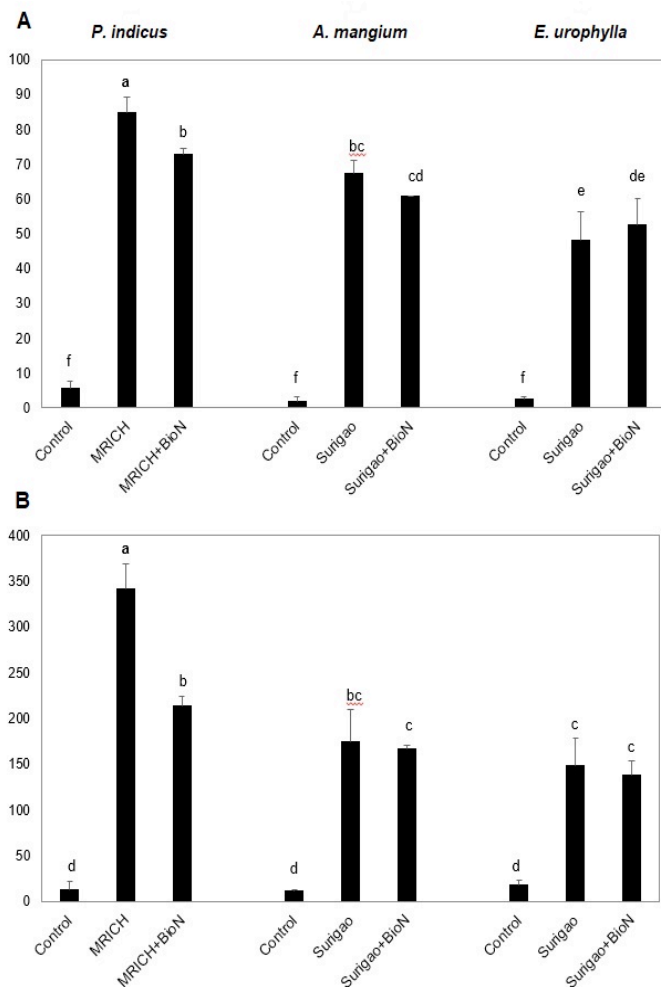 A
P. indicus A. mangium E. urophylla
100
90
80
70
60
50
40
30
20
10
0
a
b
bc
cd
de
e
f
f
f
Control MRICH MRICH+BioN Control Surigao Surigao+BioN Control Surigao Surigao+BioN
B
400
350
300
250
200
150
100
50
0
a
b
bc
c
c
c
d
d
d
Control MRICH MRICH+BioN Control Surigao Surigao+BioN Control Surigao Surigao+BioN